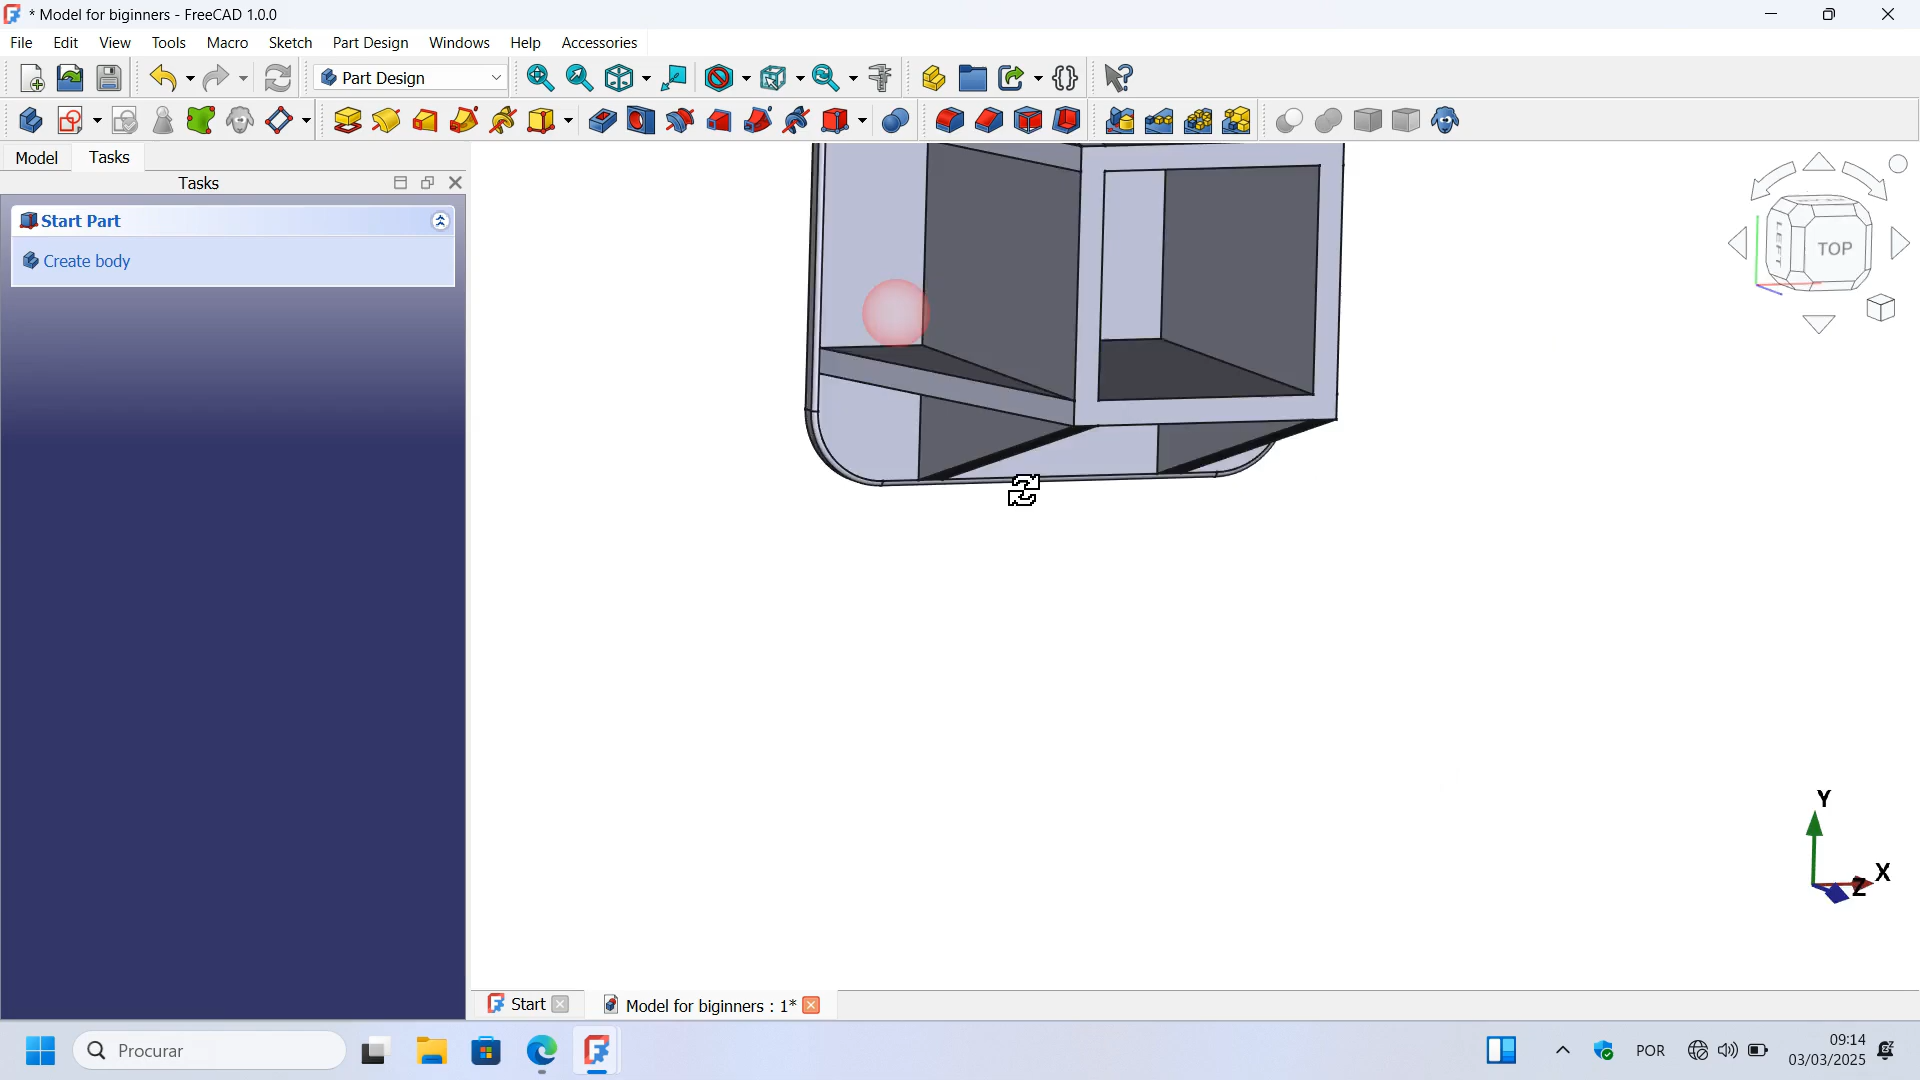 * Model for biginners - FreeCAD 1.0.0
File Edit View Tools Macro Sketch Part Design Windows Help Accessories
Part Design
Model Tasks
Tasks
Start Part
Create body
LEFT
TOP
Y
X
Z
Start Model for biginners : 1*
Procurar
POR
09:14
03/03/2025